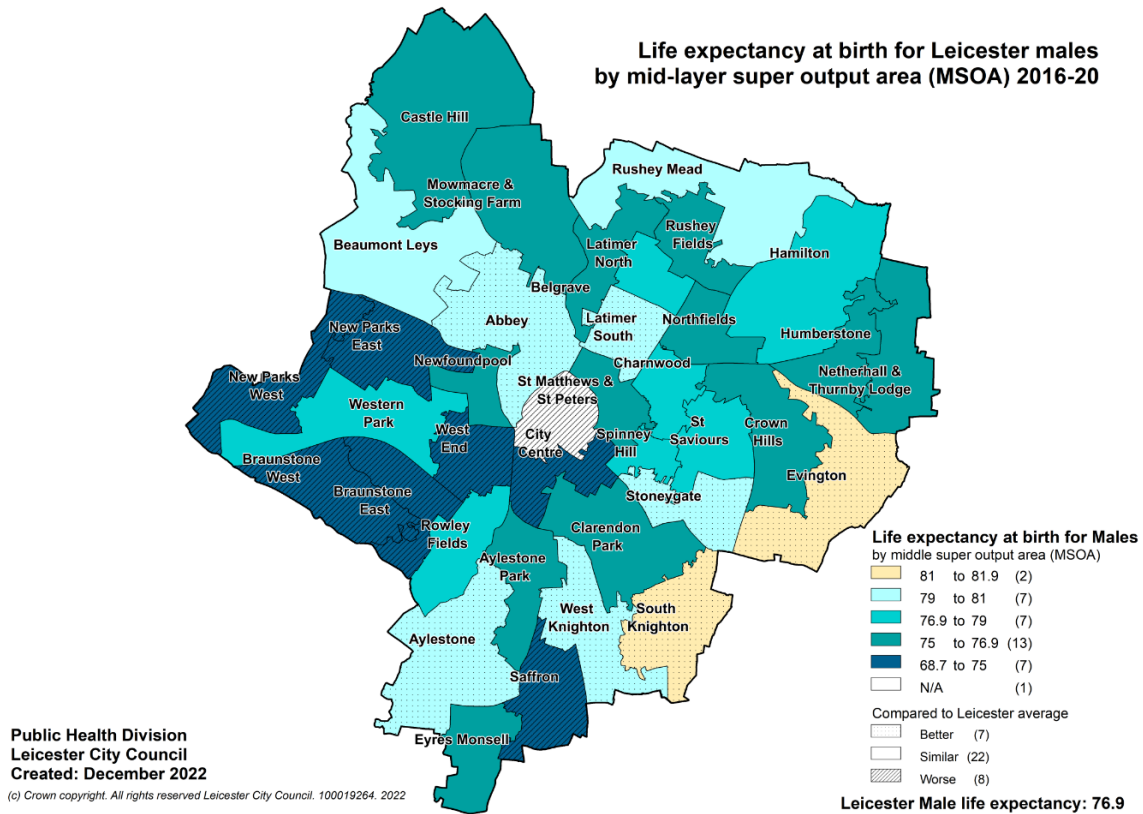 Life expectancy at birth for Leicester males
by mid-layer super output area (MSOA) 2016-20
Castle Hill
Mowmacre &
Stocking Farm
Beaumont Leys
Rushey Mead
Rushey
Fields
Latimer
North
Hamilton
Belgrave
Abbey
Latimer
South
Northfields
Humberstone
New Parks
East
Newfoundpool
Charnwood
Netherhall &
Thurnby Lodge
New Parks
West
St Matthews &
St Peters
Western
Park
West
End
City
Centre
Spinney
Hill
St
Saviours
Crown
Hills
Braunstone
West
Braunstone
East
Stoneygate
Evington
Rowley
Fields
Clarendon
Park
Aylestone
Park
West
Knighton
South
Knighton
Aylestone
Saffron
Eyres Monsell
Life expectancy at birth for Males
by middle super output area (MSOA)
81 to 81.9 (2)
79 to 81 (7)
76.9 to 79 (7)
75 to 76.9 (13)
68.7 to 75 (7)
N/A (1)
Compared to Leicester average
Better (7)
Similar (22)
Worse (8)
Leicester Male life expectancy: 76.9
Public Health Division
Leicester City Council
Created: December 2022
(c) Crown copyright. All rights reserved Leicester City Council. 100019264. 2022